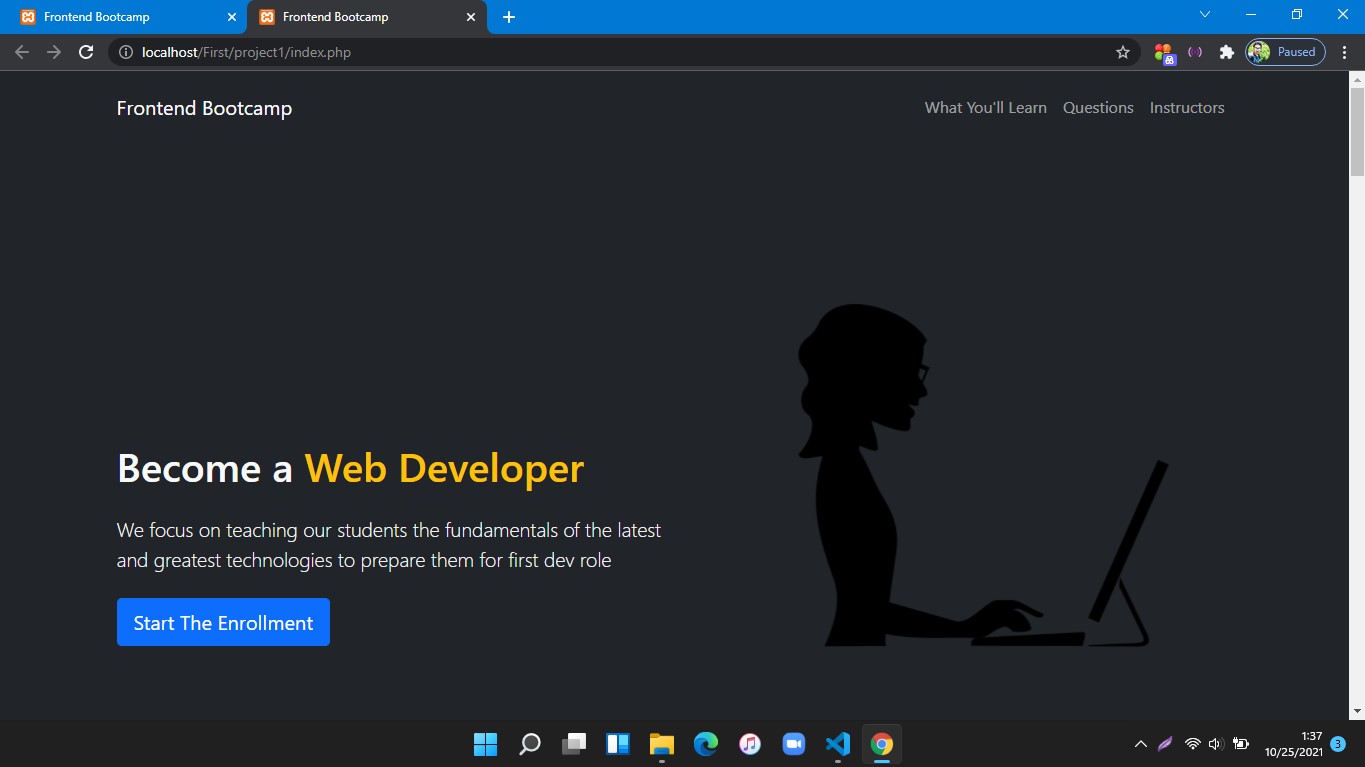 Frontend Bootcamp
Frontend Bootcamp
localhost/First/project1/index.php
Paused
Frontend Bootcamp
What You'll Learn
Questions
Instructors
Become a Web Developer
We focus on teaching our students the fundamentals of the latest
and greatest technologies to prepare them for first dev role
Start The Enrollment
1:37
10/25/2021
3